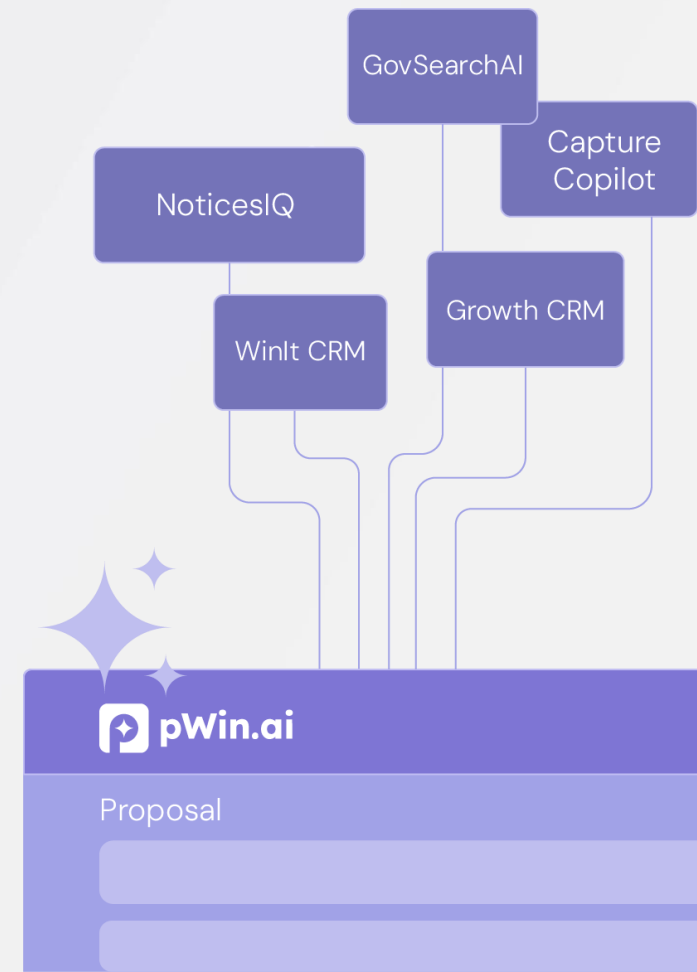 GovSearchAI
Capture
Copilot
NoticesIQ
Growth CRM
WinIt CRM
pWin.ai
Proposal